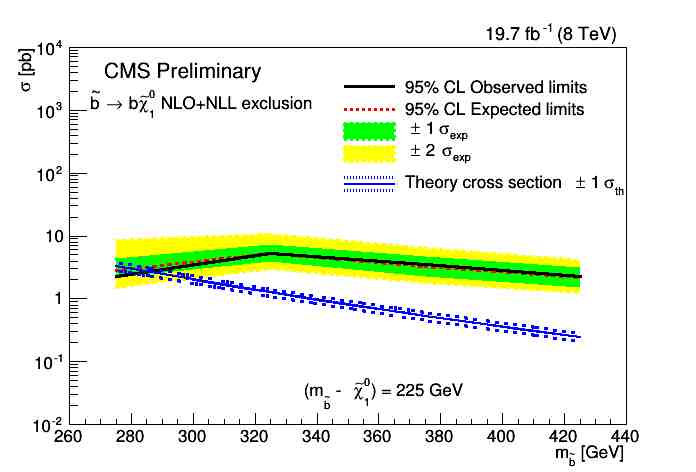 19.7 fb⁻¹ (8 TeV)
σ [pb]
10⁴
10³
10²
10
1
10⁻¹
10⁻²
CMS Preliminary
b̃ → bχ̃₁⁰ NLO+NLL exclusion
95% CL Observed limits
95% CL Expected limits
± 1 σexp
± 2 σexp
Theory cross section ± 1 σth
(mb̃ - χ̃₁⁰) = 225 GeV
260 280 300 320 340 360 380 400 420 440
mb̃ [GeV]